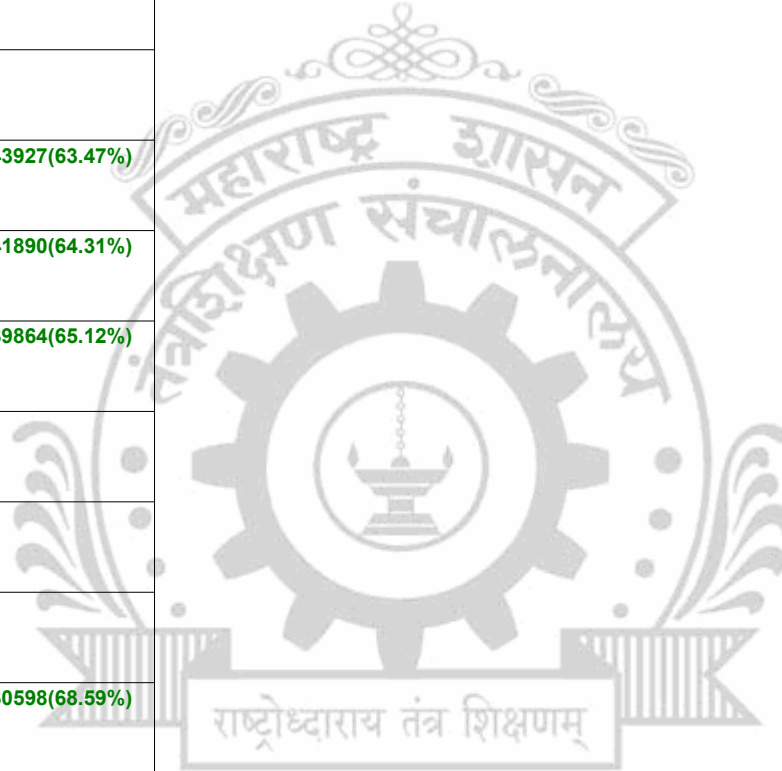 महाराष्ट्र शासन
तंत्रशिक्षण संचालनालय
3927(63.47%)
1890(64.31%)
9864(65.12%)
0598(68.59%)
राष्ट्रोध्दाराय तंत्र शिक्षणम्